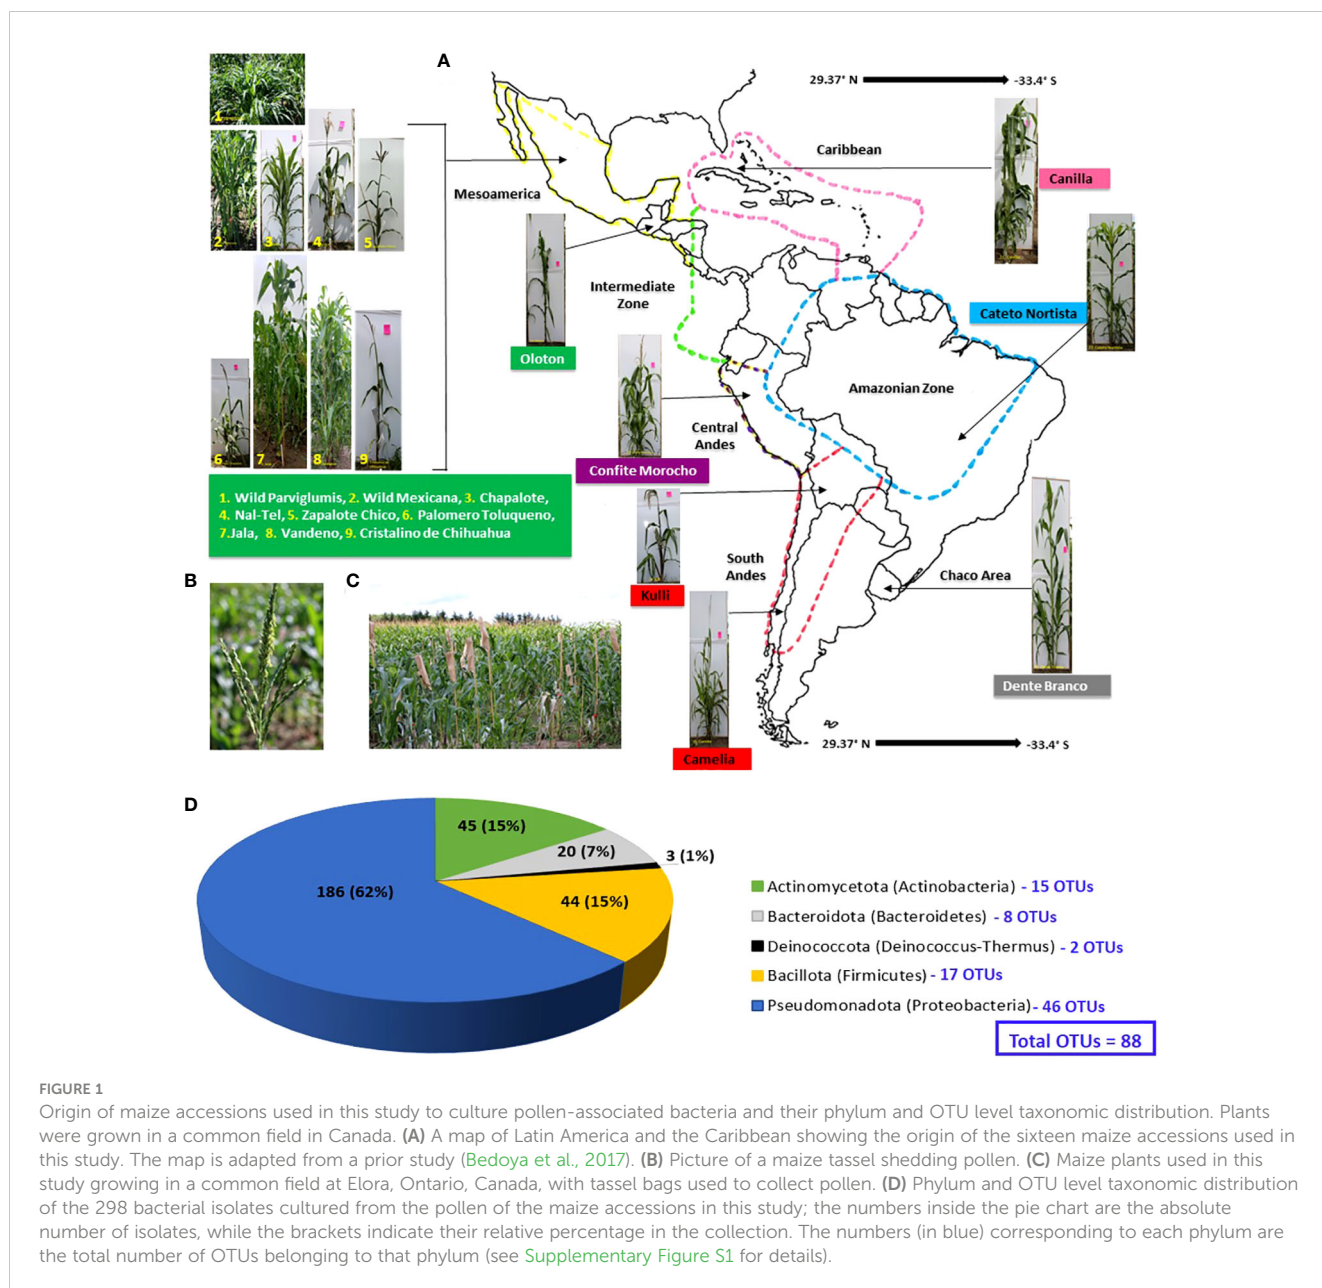 A
29.37° N -33.4° S
1
Caribbean
Canilla
Mesoamerica
2 3 4 5
Intermediate
Zone
Cateto Nortista
Oloton
Amazonian Zone
Central
Andes
6 7 8 9
Confite Morocho
1. Wild Parviglumis, 2. Wild Mexicana, 3. Chapalote,
4. Nal-Tel, 5. Zapalote Chico, 6. Palomero Toluqueno,
7.Jala, 8. Vandeno, 9. Cristalino de Chihuahua
South
Andes
Chaco Area
Kulli
B
C
Dente Branco
29.37° N -33.4° S
Camelia
D
45 (15%)
20 (7%)
3 (1%)
186 (62%)
44 (15%)
Actinomycetota (Actinobacteria) - 15 OTUs
Bacteroidota (Bacteroidetes) - 8 OTUs
Deinococcota (Deinococcus-Thermus) - 2 OTUs
Bacillota (Firmicutes) - 17 OTUs
Pseudomonadota (Proteobacteria)- 46 OTUs
Total OTUs = 88
FIGURE 1
Origin of maize accessions used in this study to culture pollen-associated bacteria and their phylum and OTU level taxonomic distribution. Plants
were grown in a common field in Canada. (A) A map of Latin America and the Caribbean showing the origin of the sixteen maize accessions used in
this study. The map is adapted from a prior study (Bedoya et al., 2017). (B) Picture of a maize tassel shedding pollen. (C) Maize plants used in this
study growing in a common field at Elora, Ontario, Canada, with tassel bags used to collect pollen. (D) Phylum and OTU level taxonomic distribution
of the 298 bacterial isolates cultured from the pollen of the maize accessions in this study; the numbers inside the pie chart are the absolute
number of isolates, while the brackets indicate their relative percentage in the collection. The numbers (in blue) corresponding to each phylum are
the total number of OTUs belonging to that phylum (see Supplementary Figure S1 for details).